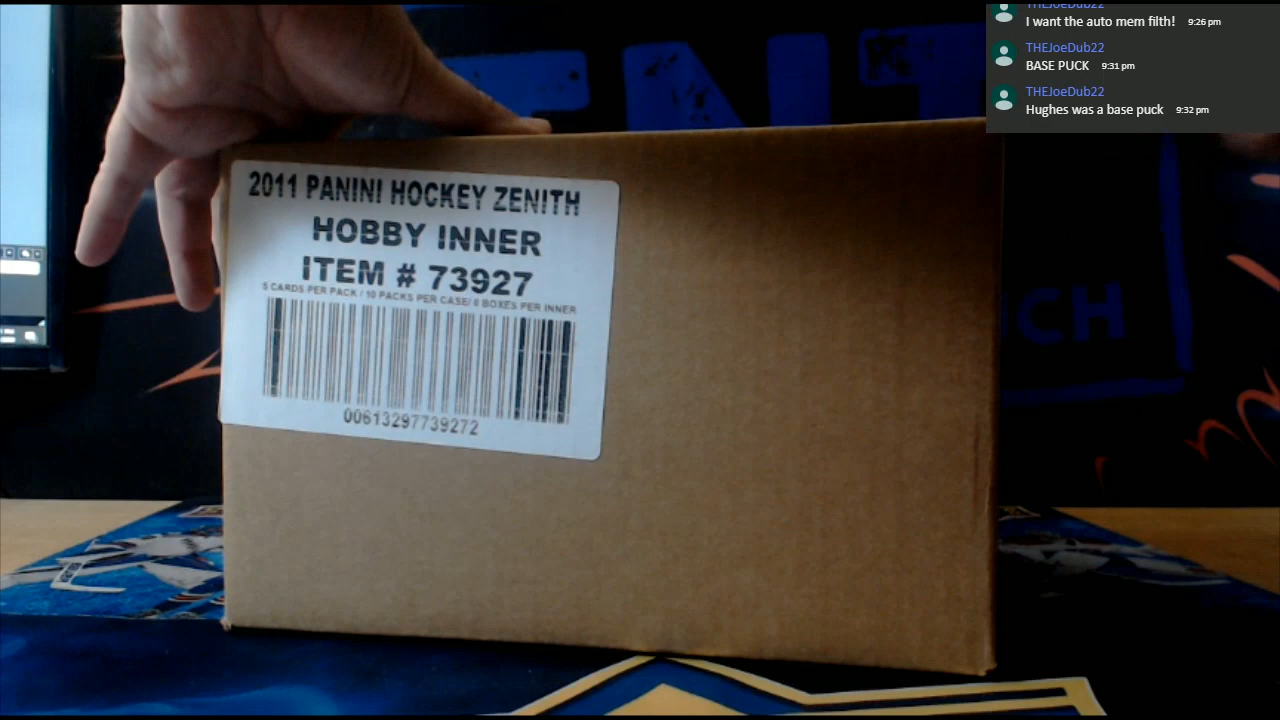 THEJoeDub22
I want the auto mem filth! 9:26 pm
THEJoeDub22
BASE PUCK 9:31 pm
THEJoeDub22
Hughes was a base puck 9:32 pm
2011 PANINI HOCKEY ZENITH
HOBBY INNER
ITEM # 73927
5 CARDS PER PACK / 10 PACKS PER CASE/ 6 BOXES PER INNER
00613297739272
CH